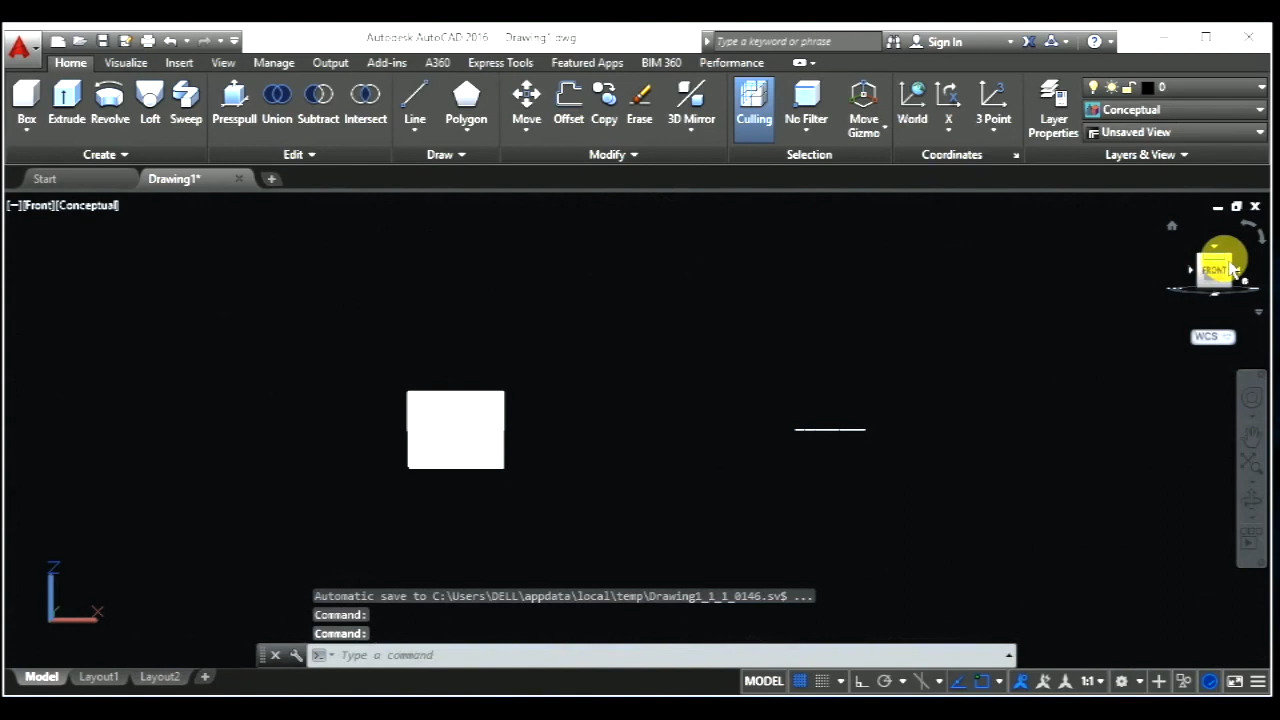 Autodesk AutoCAD 2016 Drawing1.dwg
Type a keyword or phrase
Sign In
Home Visualize Insert View Manage Output Add-ins A360 Express Tools Featured Apps BIM 360 Performance
Box Extrude Revolve Loft Sweep Presspull Union Subtract Intersect Line Polygon Move Offset Copy Erase 3D Mirror Culling No Filter Move Gizmo World X 3 Point Layer Properties
0
Conceptual
Unsaved View
Create Edit Draw Modify Selection Coordinates Layers & View
Start Drawing1*
[−][Front][Conceptual]
FRONT
WCS
Z
X
Automatic save to C:\Users\DELL\appdata\local\temp\Drawing1_1_1_0146.sv$ ...
Command:
Command:
Type a command
Model Layout1 Layout2
MODEL 1:1